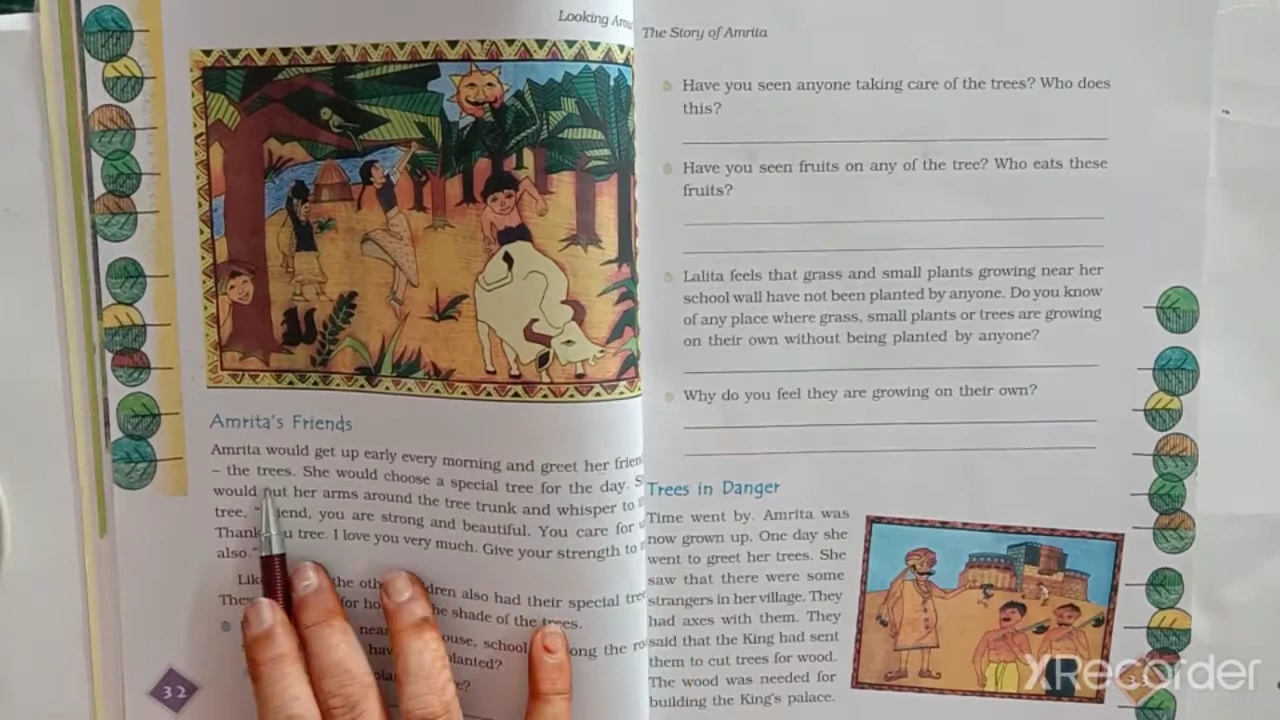 Looking
Amrita's Friends
Amrita would get up early every morning and greet her
– the trees. She would choose a special tree for the day.
would put her arms around the tree trunk and whisper to
tree, you are strong and beautiful. You care for
tree. I love you very much. Give your strength to
also."
the children also had their special
for the shade of the trees.
school
planted?
32
The Story of Amrita
Have you seen anyone taking care of the trees? Who does
this?
Have you seen fruits on any of the tree? Who eats these
fruits?
Lalita feels that grass and small plants growing near her
school wall have not been planted by anyone. Do you know
of any place where grass, small plants or trees are growing
on their own without being planted by anyone?
Why do you feel they are growing on their own?
Trees in Danger
Time went by. Amrita was
now grown up. One day she
went to greet her trees. She
saw that there were some
strangers in her village. They
had axes with them. They
said that the King had sent
them to cut trees for wood.
The wood was needed for
building the King's palace.
XRecorder